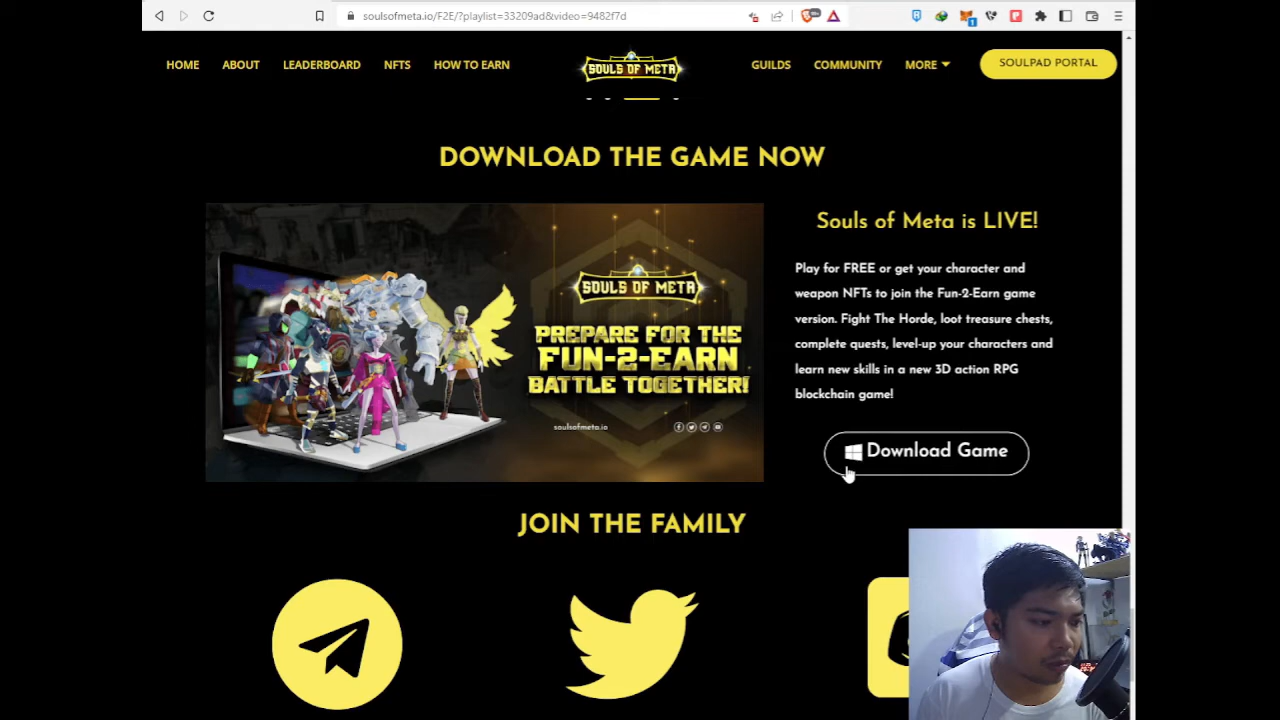 soulsofmeta.io/F2E/?playlist=33209ad&video=9482f7d
HOME ABOUT LEADERBOARD NFTS HOW TO EARN SOULS OF META GUILDS COMMUNITY MORE SOULPAD PORTAL
DOWNLOAD THE GAME NOW
SOULS OF META
PREPARE FOR THE
FUN-2-EARN
BATTLE TOGETHER!
soulsofmeta.io
Souls of Meta is LIVE!
Play for FREE or get your character and
weapon NFTs to join the Fun-2-Earn game
version. Fight The Horde, loot treasure chests,
complete quests, level-up your characters and
learn new skills in a new 3D action RPG
blockchain game!
Download Game
JOIN THE FAMILY